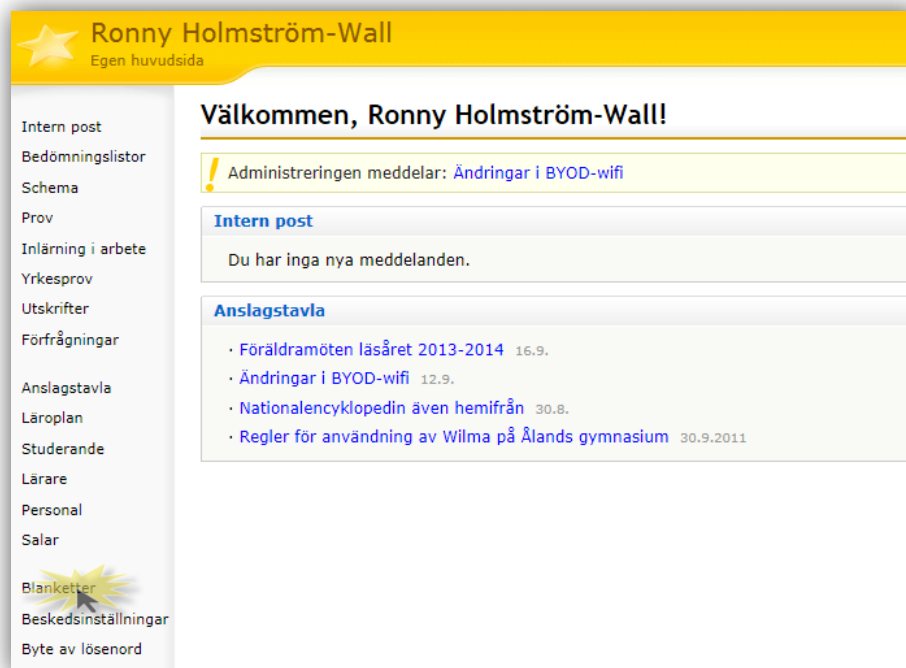 Ronny Holmström-Wall
Egen huvudsida
Intern post
Bedömningslistor
Schema
Prov
Inlärning i arbete
Yrkesprov
Utskrifter
Förfrågningar
Anslagstavla
Läroplan
Studerande
Lärare
Personal
Salar
Blanketter
Beskedsinställningar
Byte av lösenord
Välkommen, Ronny Holmström-Wall!
! Administreringen meddelar: Ändringar i BYOD-wifi
Intern post
Du har inga nya meddelanden.
Anslagstavla
· Föräldramöten läsåret 2013-2014 16.9.
· Ändringar i BYOD-wifi 12.9.
· Nationalencyklopedin även hemifrån 30.8.
· Regler för användning av Wilma på Ålands gymnasium 30.9.2011